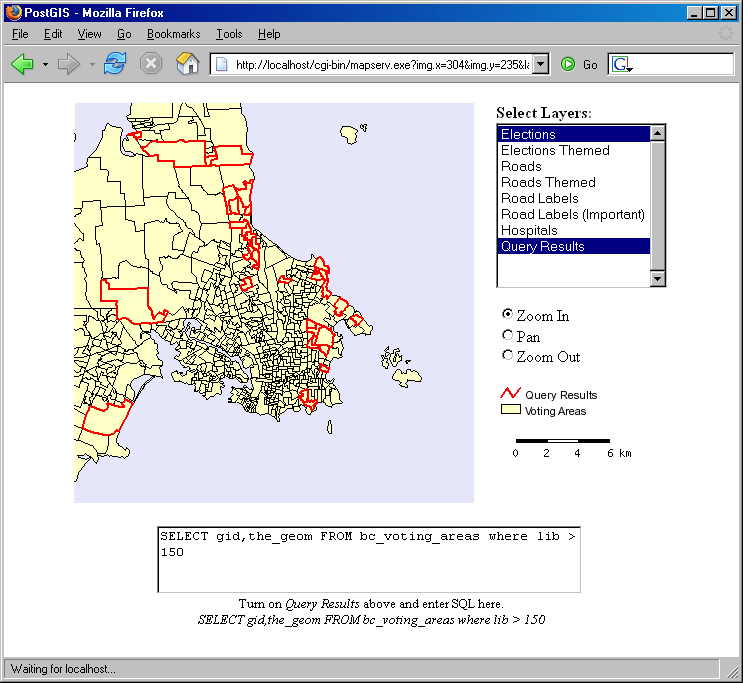 PostGIS - Mozilla Firefox
File Edit View Go Bookmarks Tools Help
http://localhost/cgi-bin/mapserv.exe?img.x=304&img.y=235&la Go G
Select Layers:
Elections
Elections Themed
Roads
Roads Themed
Road Labels
Road Labels (Important)
Hospitals
Query Results
Zoom In
Pan
Zoom Out
Query Results
Voting Areas
0 2 4 6 km
SELECT gid,the_geom FROM bc_voting_areas where lib >
150
Turn on Query Results above and enter SQL here.
SELECT gid,the_geom FROM bc_voting_areas where lib > 150
Waiting for localhost...